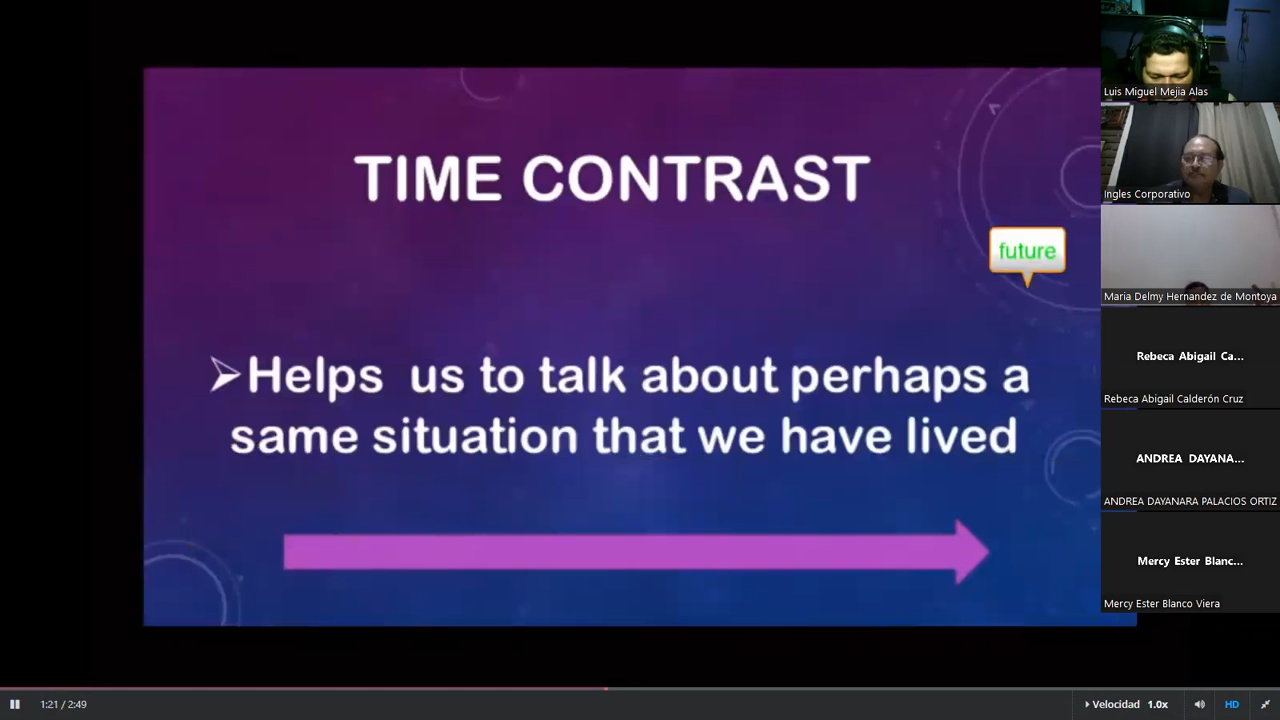 TIME CONTRAST
future
➢Helps us to talk about perhaps a
same situation that we have lived
Luis Miguel Mejia Alas
Ingles Corporativo
Maria Delmy Hernandez de Montoya
Rebeca Abigail Ca...
Rebeca Abigail Calderón Cruz
ANDREA DAYANA...
ANDREA DAYANARA PALACIOS ORTIZ
Mercy Ester Blanc...
Mercy Ester Blanco Viera
1:21 / 2:49
Velocidad 1.0x
HD